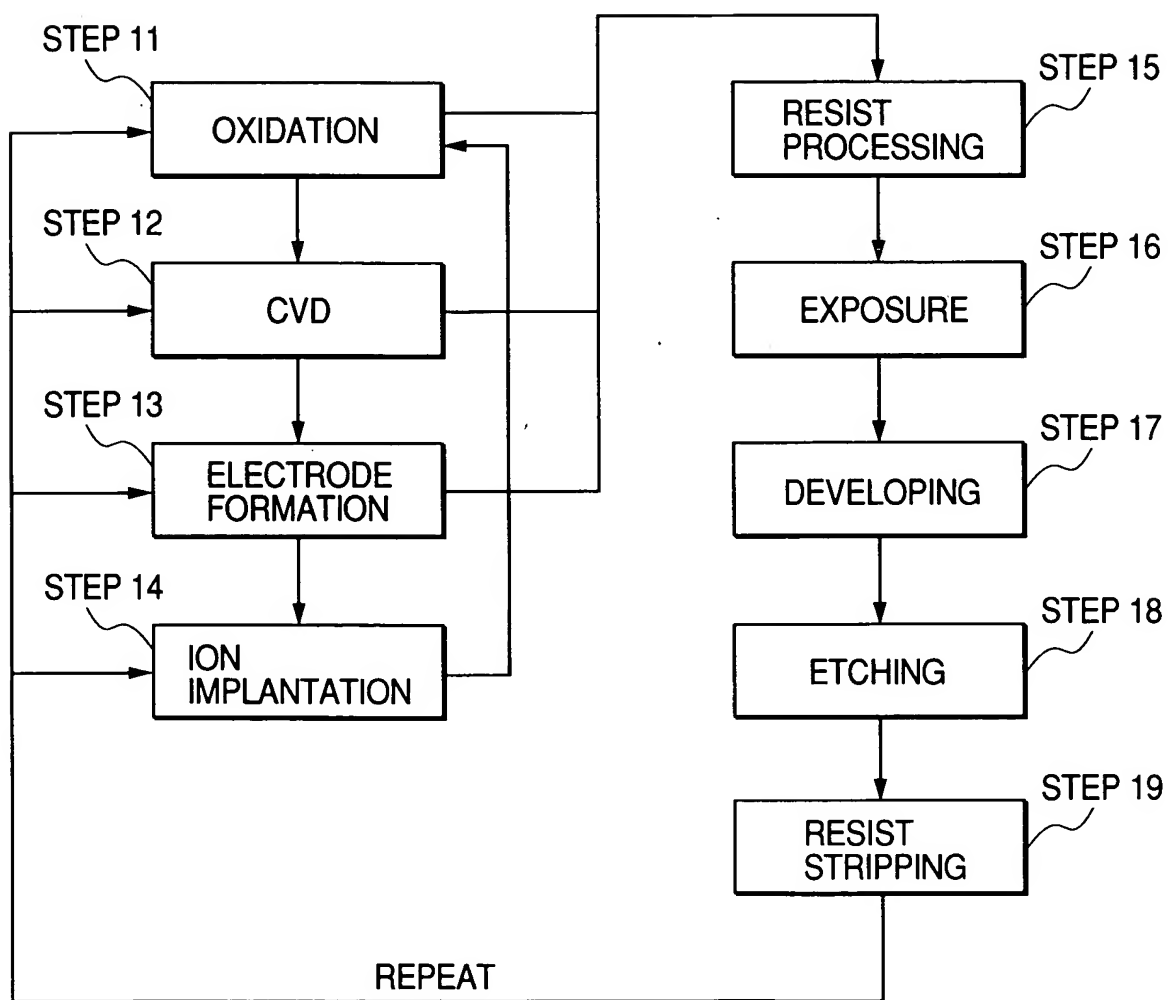 STEP 11
OXIDATION
STEP 12
CVD
STEP 13
ELECTRODE
FORMATION
STEP 14
ION
IMPLANTATION
STEP 15
RESIST
PROCESSING
STEP 16
EXPOSURE
STEP 17
DEVELOPING
STEP 18
ETCHING
STEP 19
RESIST
STRIPPING
REPEAT